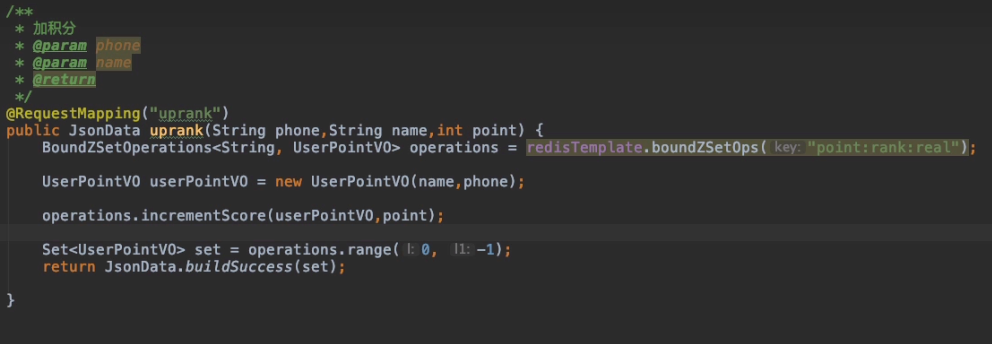 /**
 * 加积分
 * @param phone
 * @param name
 * @return
 */
@RequestMapping("uprank")
public JsonData uprank(String phone,String name,int point) {
    BoundZSetOperations<String, UserPointVO> operations = redisTemplate.boundZSetOps( key: "point:rank:real");
    UserPointVO userPointVO = new UserPointVO(name,phone);
    operations.incrementScore(userPointVO,point);
    Set<UserPointVO> set = operations.range( l: 0, l1: -1);
    return JsonData.buildSuccess(set);
}